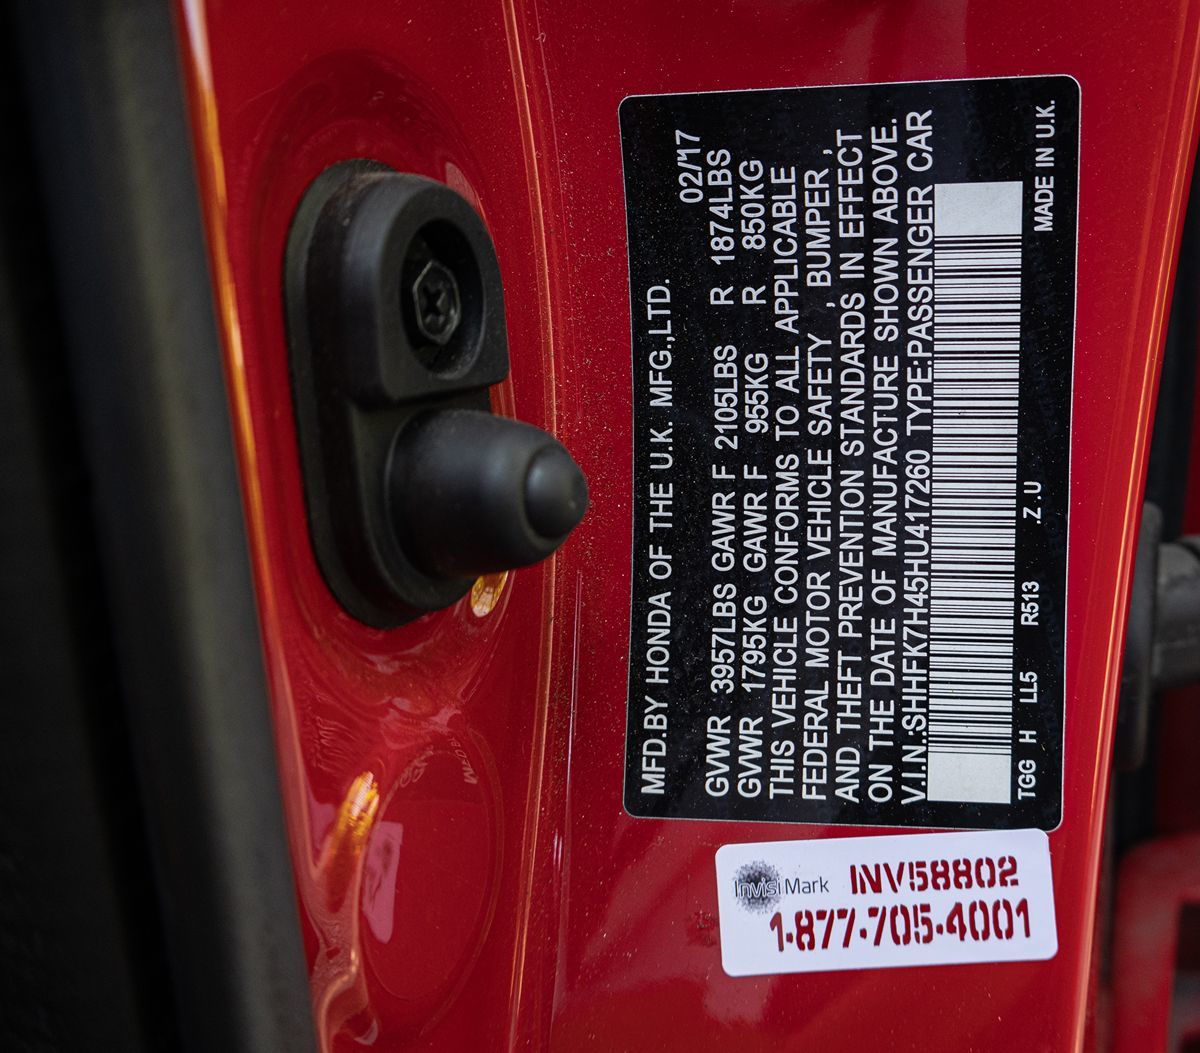 MFD.BY HONDA OF THE U.K. MFG.,LTD.
02/17
GVWR 3957LBS GAWR F 2105LBS R 1874LBS
GVWR 1795KG GAWR F 955KG R 850KG
THIS VEHICLE CONFORMS TO ALL APPLICABLE
FEDERAL MOTOR VEHICLE SAFETY , BUMPER ,
AND THEFT PREVENTION STANDARDS IN EFFECT
ON THE DATE OF MANUFACTURE SHOWN ABOVE.
V.I.N.:SHHFK7H45HU417260 TYPE:PASSENGER CAR
TGG H LL5 R513 .Z .U MADE IN U.K.
InvisiMark INV58802
1-877-705-4001